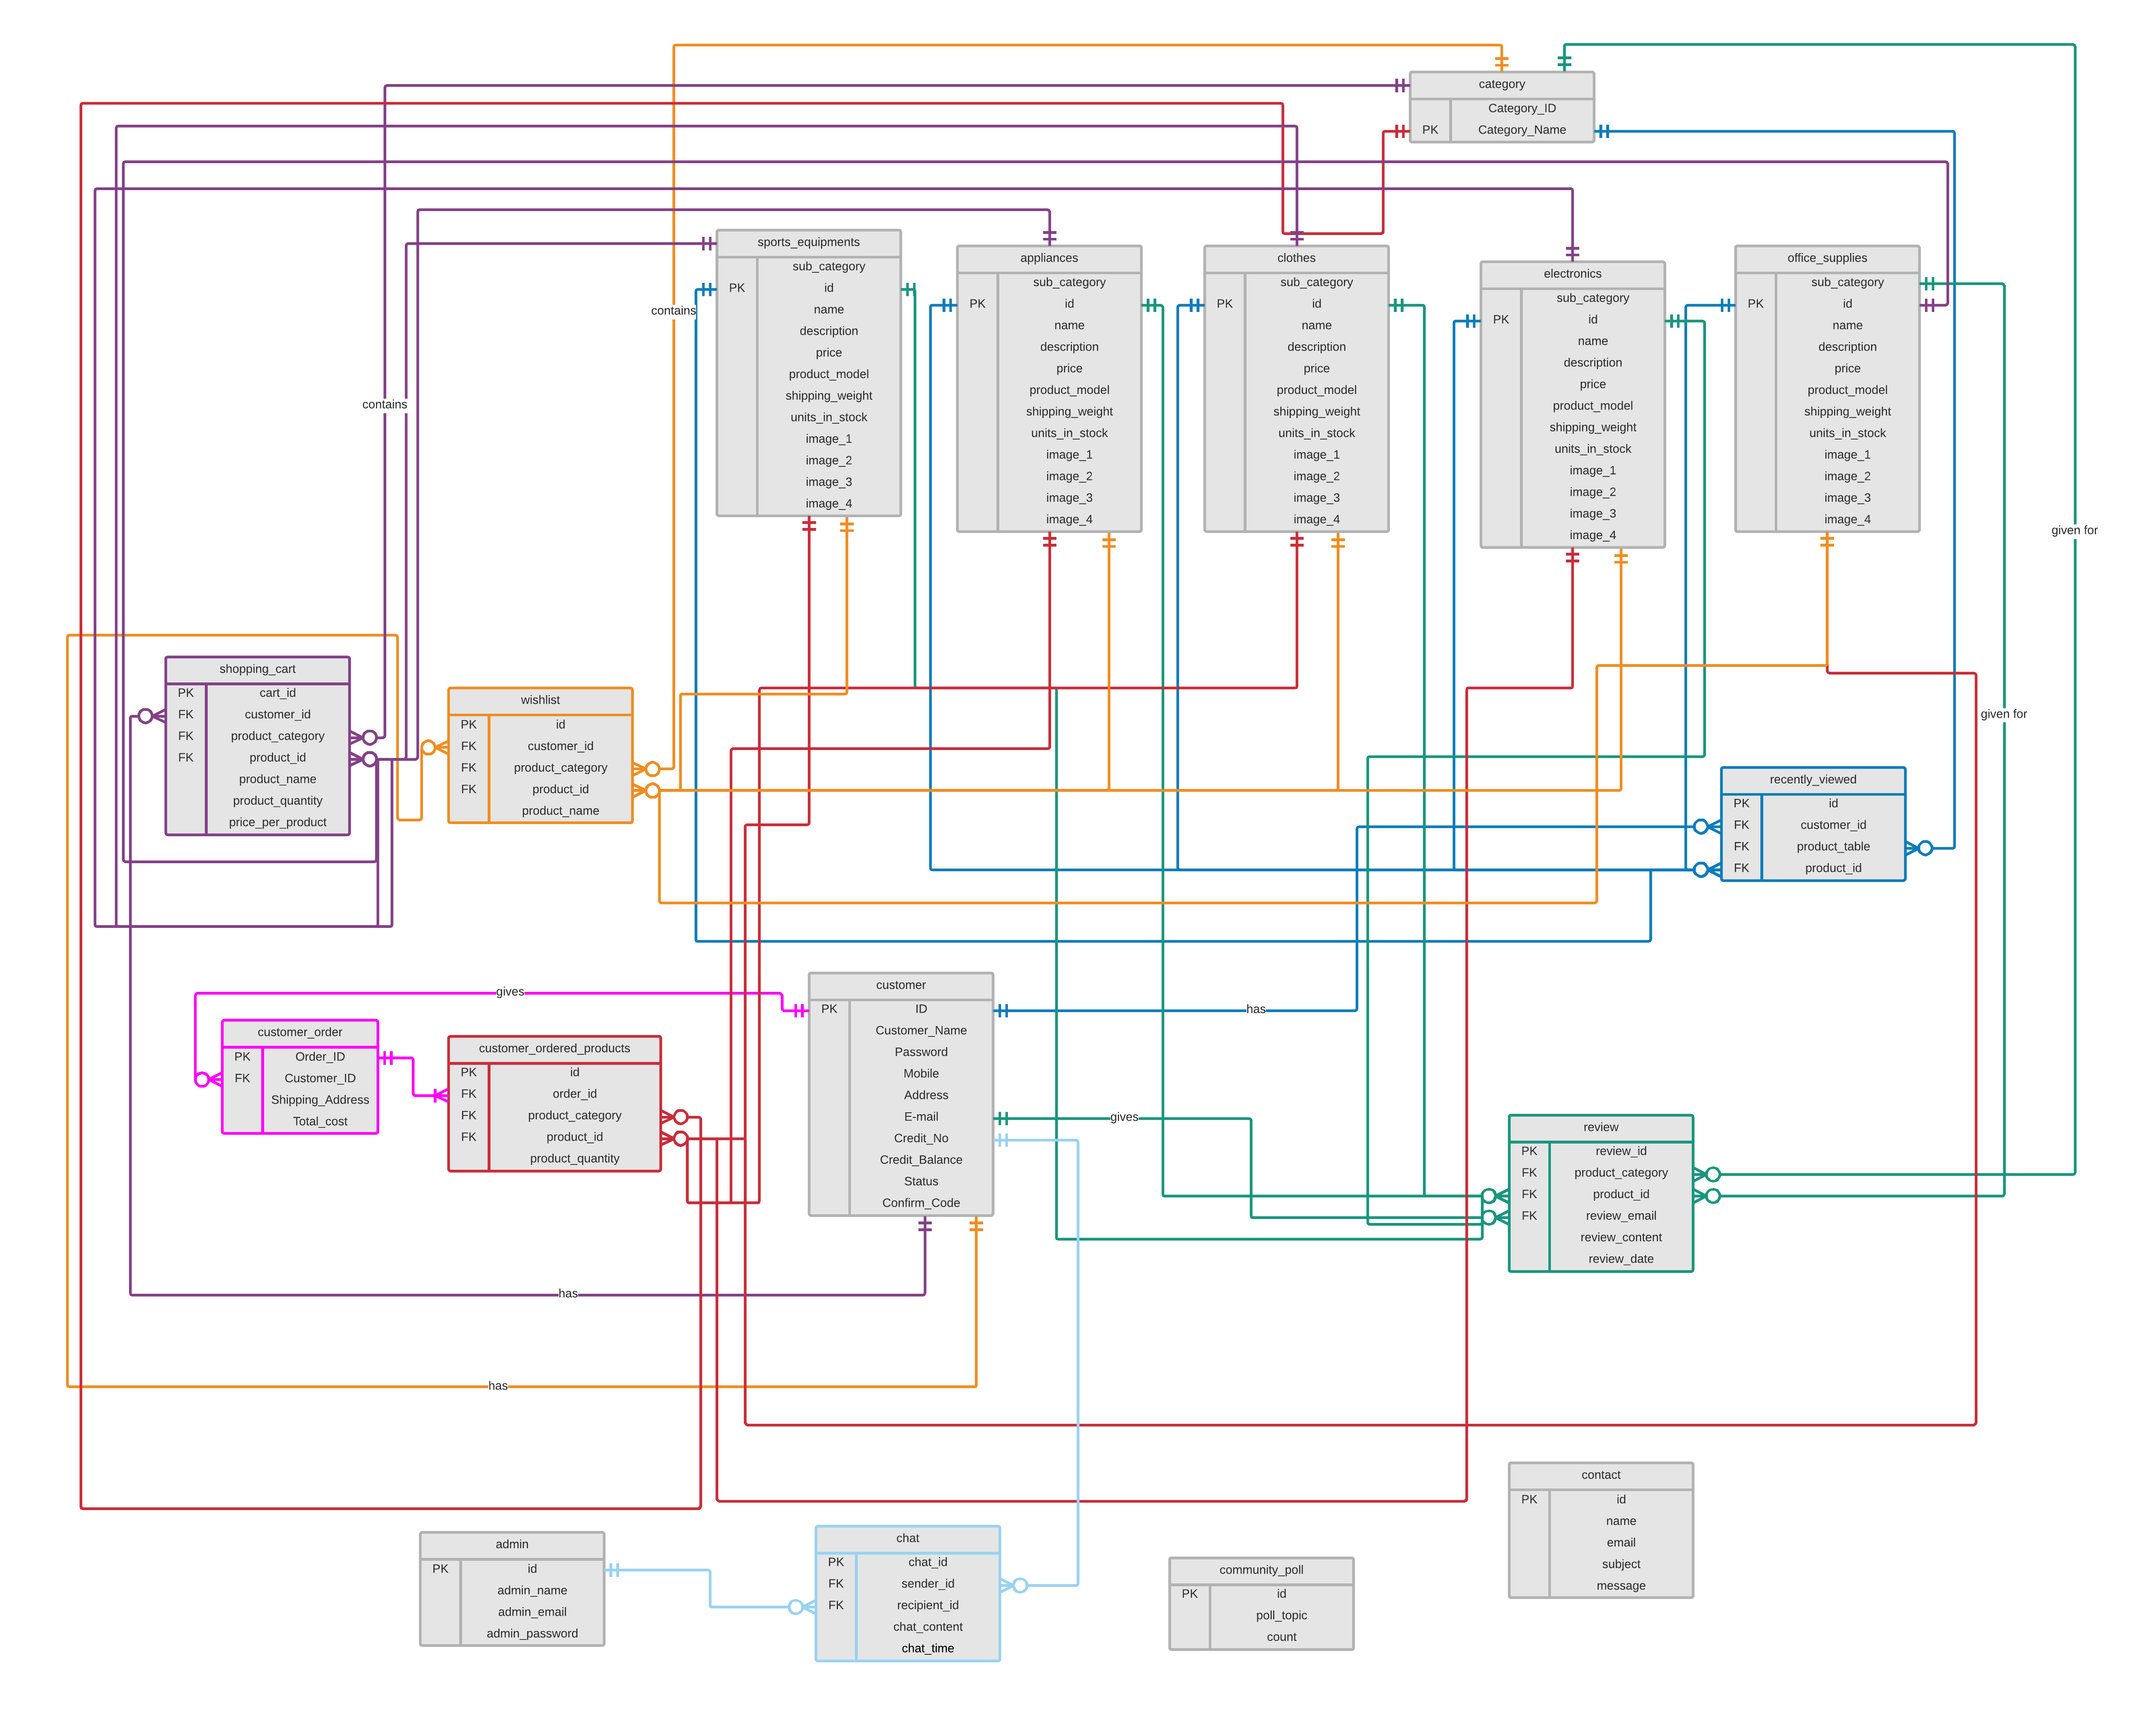 category
Category_ID
PK Category_Name
sports_equipments
sub_category
PK id
name
description
price
product_model
shipping_weight
units_in_stock
image_1
image_2
image_3
image_4
appliances
sub_category
PK id
name
description
price
product_model
shipping_weight
units_in_stock
image_1
image_2
image_3
image_4
clothes
sub_category
PK id
name
description
price
product_model
shipping_weight
units_in_stock
image_1
image_2
image_3
image_4
electronics
sub_category
PK id
name
description
price
product_model
shipping_weight
units_in_stock
image_1
image_2
image_3
image_4
office_supplies
sub_category
PK id
name
description
price
product_model
shipping_weight
units_in_stock
image_1
image_2
image_3
image_4
contains
contains
given for
given for
shopping_cart
PK cart_id
FK customer_id
FK product_category
FK product_id
product_name
product_quantity
price_per_product
wishlist
PK id
FK customer_id
FK product_category
FK product_id
product_name
recently_viewed
PK id
FK customer_id
FK product_table
FK product_id
gives
customer_order
PK Order_ID
FK Customer_ID
Shipping_Address
Total_cost
customer_ordered_products
PK id
FK order_id
FK product_category
FK product_id
product_quantity
customer
PK ID
Customer_Name
Password
Mobile
Address
E-mail
Credit_No
Credit_Balance
Status
Confirm_Code
has
gives
review
PK review_id
FK product_category
FK product_id
FK review_email
review_content
review_date
has
has
contact
PK id
name
email
subject
message
admin
PK id
admin_name
admin_email
admin_password
chat
PK chat_id
FK sender_id
FK recipient_id
chat_content
chat_time
community_poll
PK id
poll_topic
count